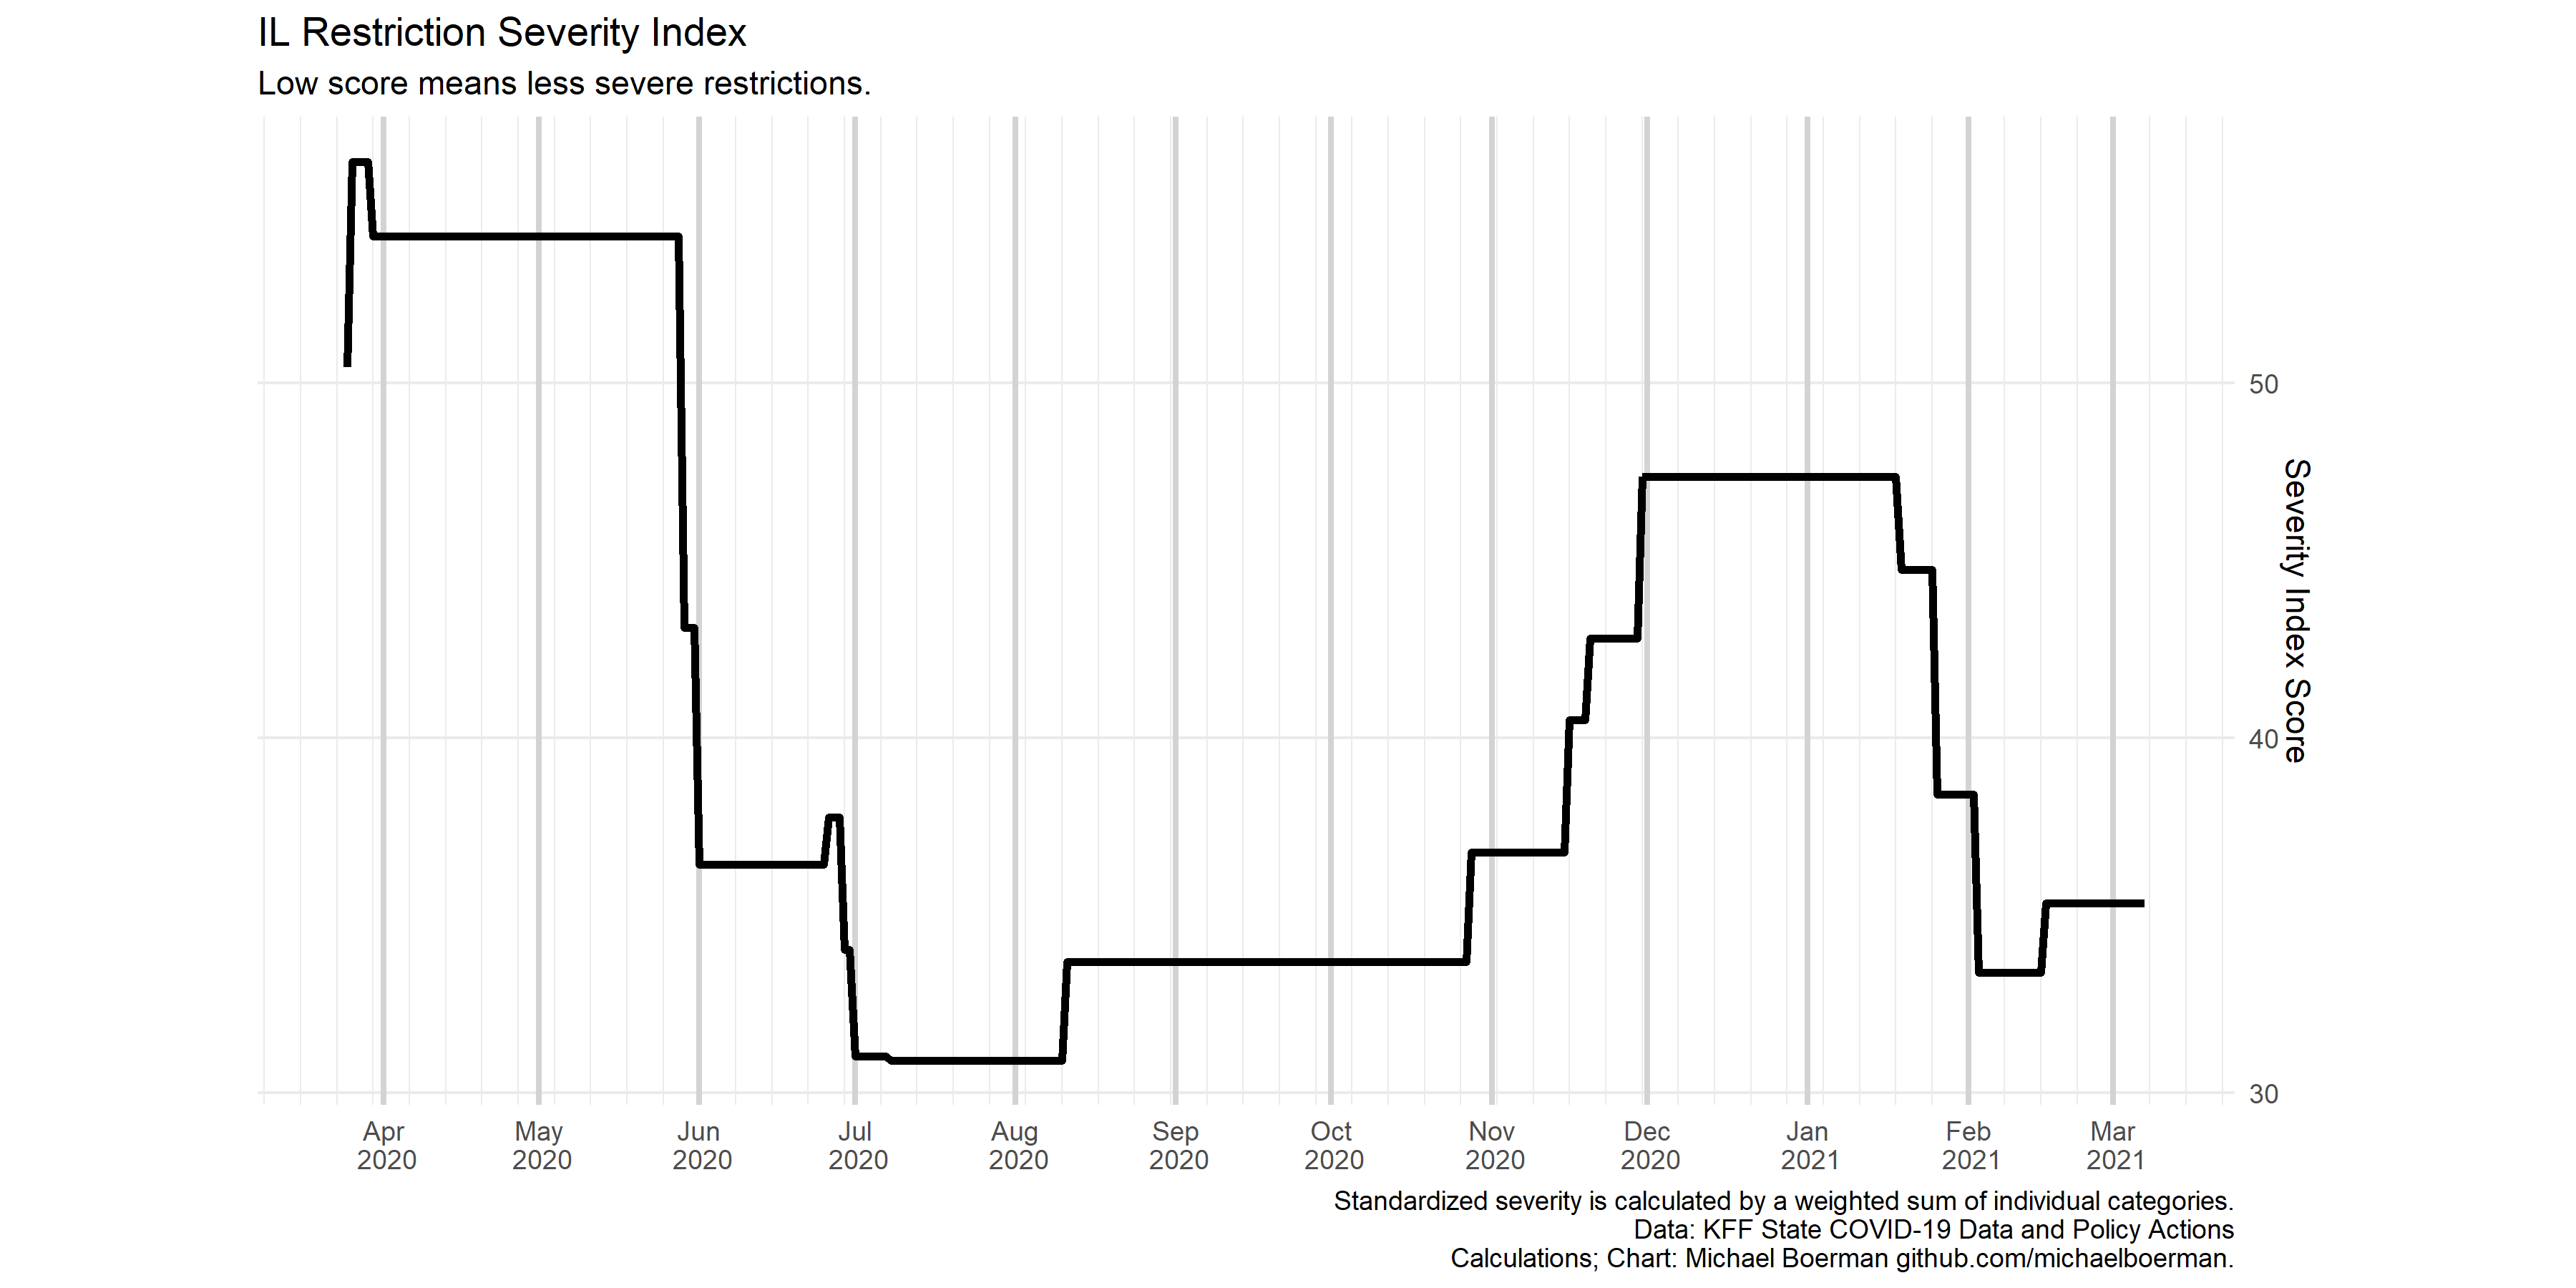 IL Restriction Severity Index
Low score means less severe restrictions.
50
40
30
Severity Index Score
Apr May Jun Jul Aug Sep Oct Nov Dec Jan Feb Mar
2020 2020 2020 2020 2020 2020 2020 2020 2020 2021 2021 2021
Standardized severity is calculated by a weighted sum of individual categories.
Data: KFF State COVID-19 Data and Policy Actions
Calculations; Chart: Michael Boerman github.com/michaelboerman.